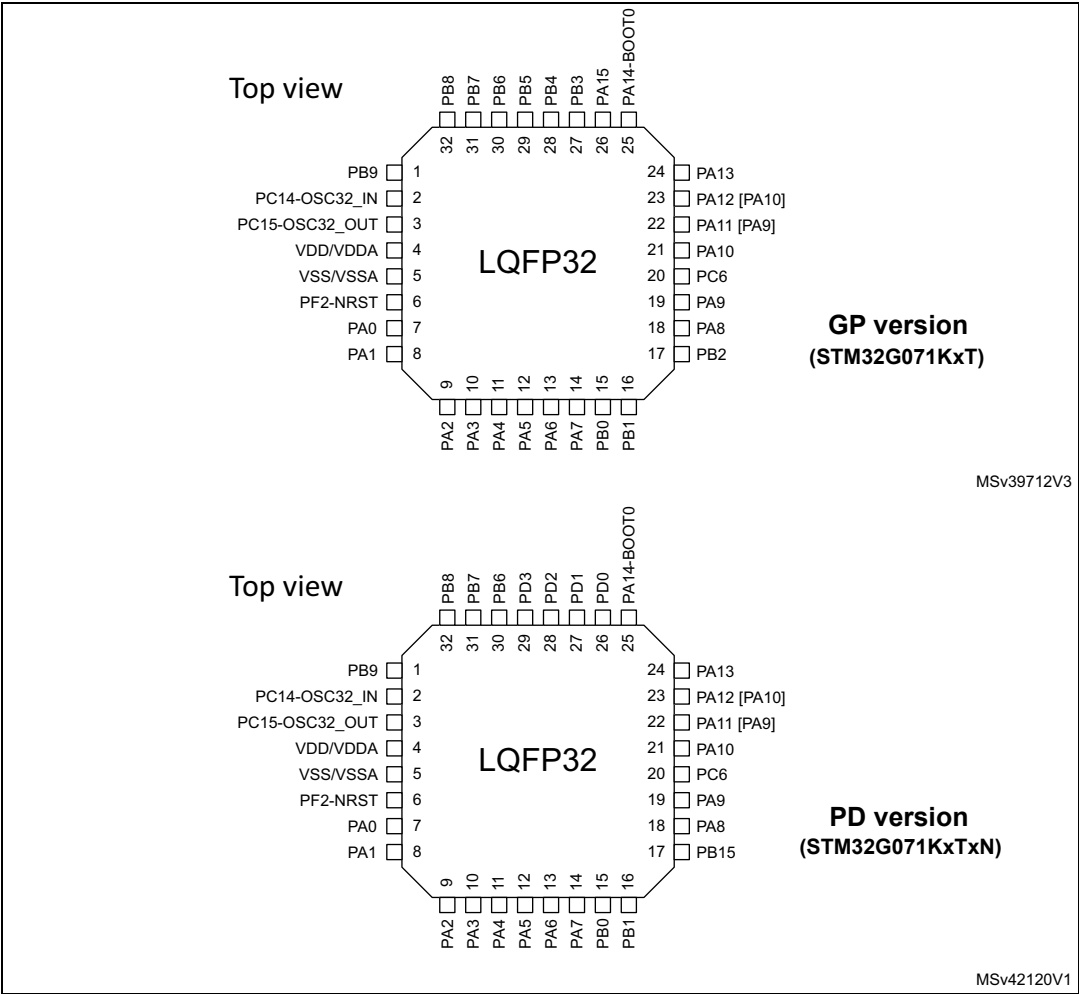 PB8
PB7
PB6
PB5
PB4
PB3
PA15
PA14-BOOT0
Top view
32
31
30
29
28
27
26
25
PB9 1
PC14-OSC32_IN 2
PC15-OSC32_OUT 3
VDD/VDDA 4
VSS/VSSA 5
PF2-NRST 6
PA0 7
PA1 8
LQFP32
24 PA13
23 PA12 [PA10]
22 PA11 [PA9]
21 PA10
20 PC6
19 PA9
18 PA8
17 PB2
GP version
(STM32G071KxT)
9
10
11
12
13
14
15
16
PA2
PA3
PA4
PA5
PA6
PA7
PB0
PB1
MSv39712V3
PB8
PB7
PB6
PD3
PD2
PD1
PD0
PA14-BOOT0
Top view
32
31
30
29
28
27
26
25
PB9 1
PC14-OSC32_IN 2
PC15-OSC32_OUT 3
VDD/VDDA 4
VSS/VSSA 5
PF2-NRST 6
PA0 7
PA1 8
LQFP32
24 PA13
23 PA12 [PA10]
22 PA11 [PA9]
21 PA10
20 PC6
19 PA9
18 PA8
17 PB15
PD version
(STM32G071KxTxN)
9
10
11
12
13
14
15
16
PA2
PA3
PA4
PA5
PA6
PA7
PB0
PB1
MSv42120V1